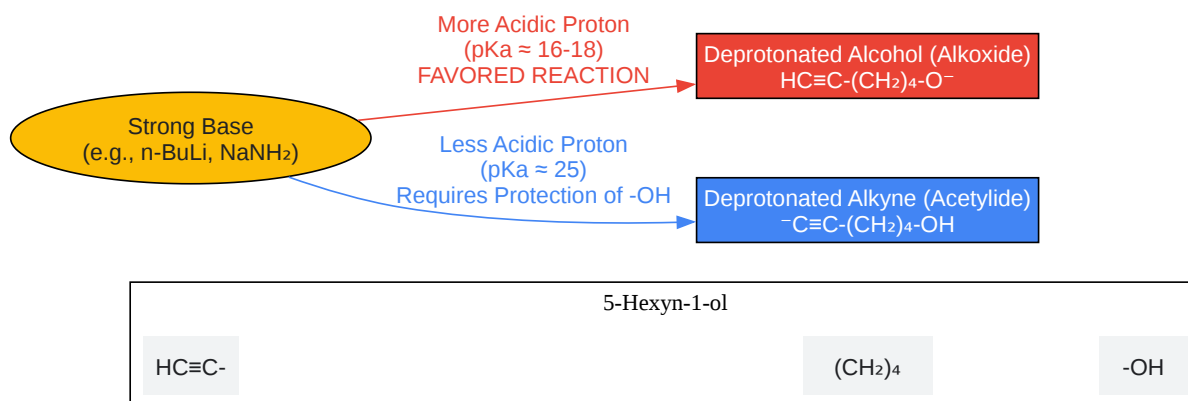 More Acidic Proton
(pKa ≈ 16-18)
FAVORED REACTION
Deprotonated Alcohol (Alkoxide)
HC≡C-(CH₂)₄-O⁻
Strong Base
(e.g., n-BuLi, NaNH₂)
Less Acidic Proton
(pKa ≈ 25)
Requires Protection of -OH
Deprotonated Alkyne (Acetylide)
⁻C≡C-(CH₂)₄-OH
5-Hexyn-1-ol
HC≡C-
(CH₂)₄
-OH